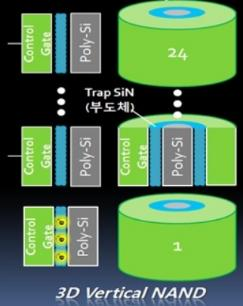 Control
Gate
Poly-Si
24
Trap SiN
(부도체)
Control
Gate
Poly-Si
Control
Gate
Poly-Si
Control
Gate
Poly-Si
1
3D Vertical NAND